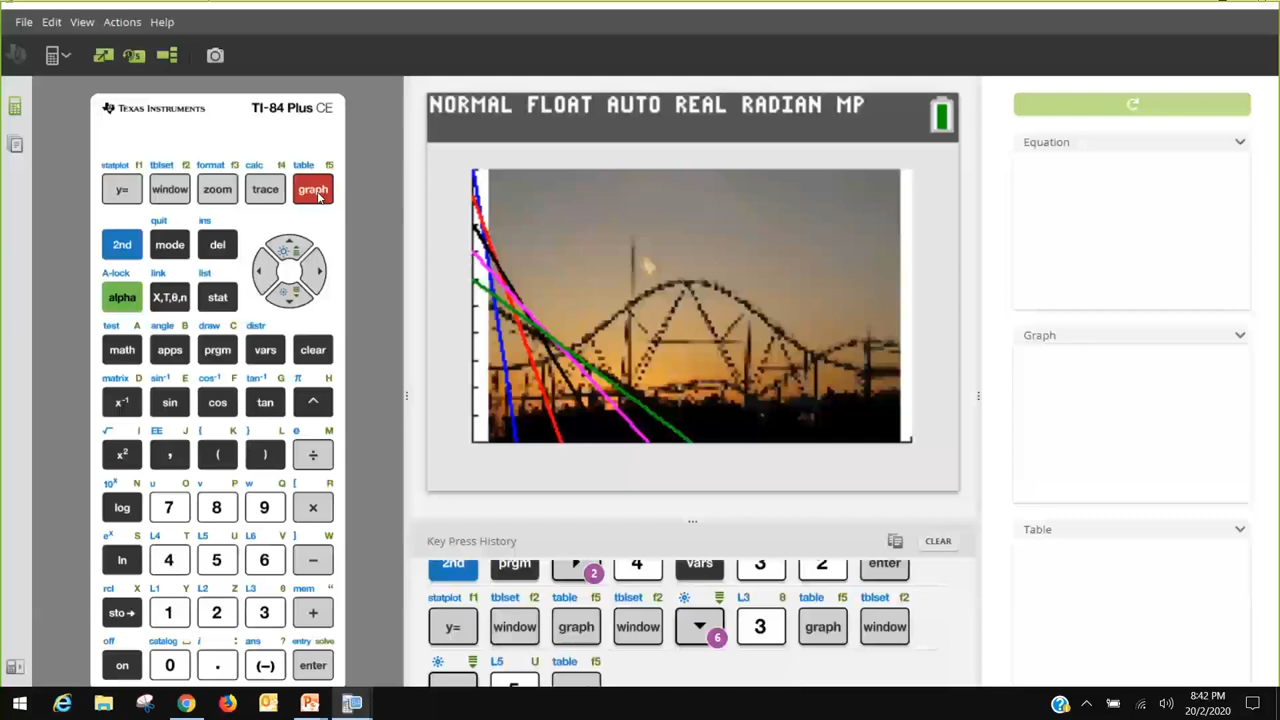 File Edit View Actions Help
TEXAS INSTRUMENTS TI-84 Plus CE
statplot f1 tblset f2 format f3 calc f4 table f5
y= window zoom trace graph
quit ins
2nd mode del
A-lock link list
alpha X,T,θ,n stat
test A angle B draw C distr
math apps prgm vars clear
matrix D sin⁻¹ E cos⁻¹ F tan⁻¹ G π H
x⁻¹ sin cos tan ^
√ I EE J { K } L e M
x² , ( ) ÷
10ˣ N u O v P w Q [ R
log 7 8 9 ×
eˣ S L4 T L5 U L6 V ] W
ln 4 5 6 −
rcl X L1 Y L2 Z L3 θ mem "
sto→ 1 2 3 +
off catalog i : ans ? entry solve
on 0 . (−) enter
NORMAL FLOAT AUTO REAL RADIAN MP
Key Press History CLEAR
2nd prgm 2 4 vars 3 2 enter
statplot f1 tblset f2 table f5 tblset f2 L3 θ table f5 tblset f2
y= window graph window 6 3 graph window
L5 U table f5
Equation
Graph
Table
8:42 PM
20/2/2020